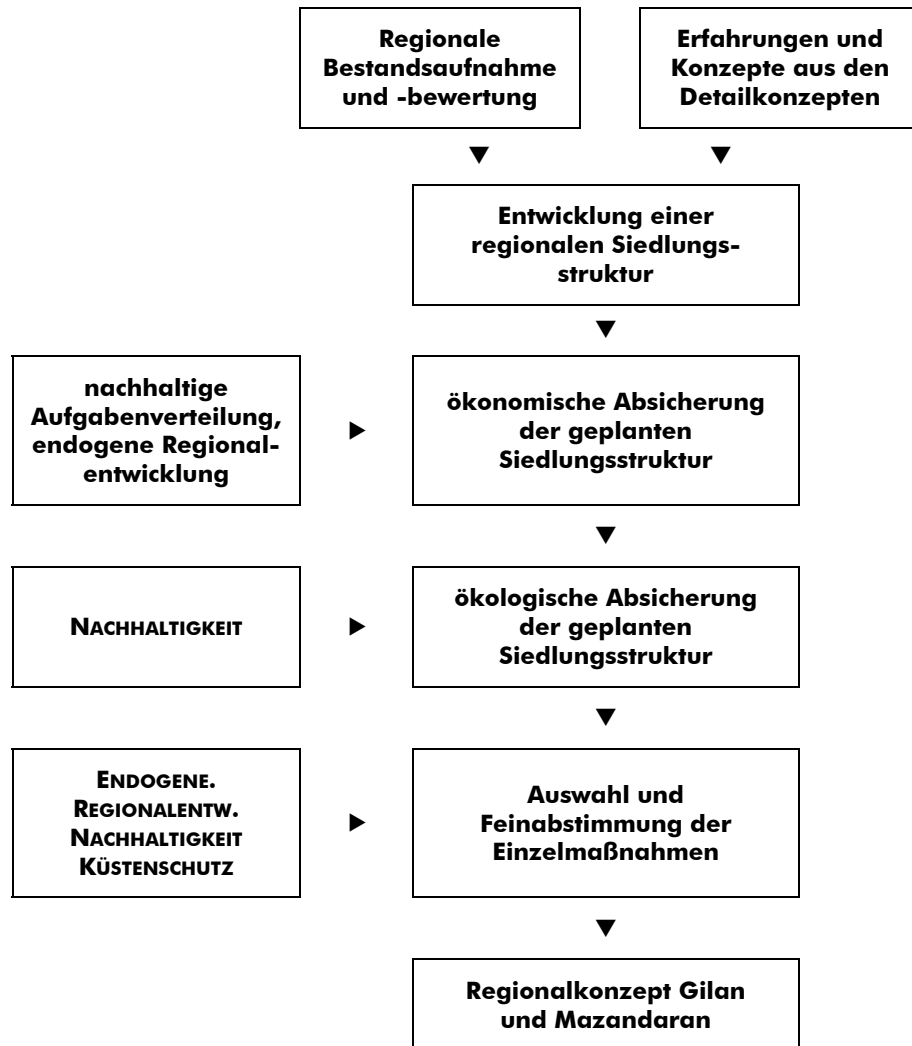 Regionale
Bestandsaufnahme
und -bewertung
Erfahrungen und
Konzepte aus den
Detailkonzepten
▼ ▼
Entwicklung einer
regionalen Siedlungs-
struktur
▼
nachhaltige
Aufgabenverteilung,
endogene Regional-
entwicklung
►
ökonomische Absicherung
der geplanten
Siedlungsstruktur
▼
NACHHALTIGKEIT
►
ökologische Absicherung
der geplanten
Siedlungsstruktur
▼
ENDOGENE.
REGIONALENTW.
NACHHALTIGKEIT
KÜSTENSCHUTZ
►
Auswahl und
Feinabstimmung der
Einzelmaßnahmen
▼
Regionalkonzept Gilan
und Mazandaran